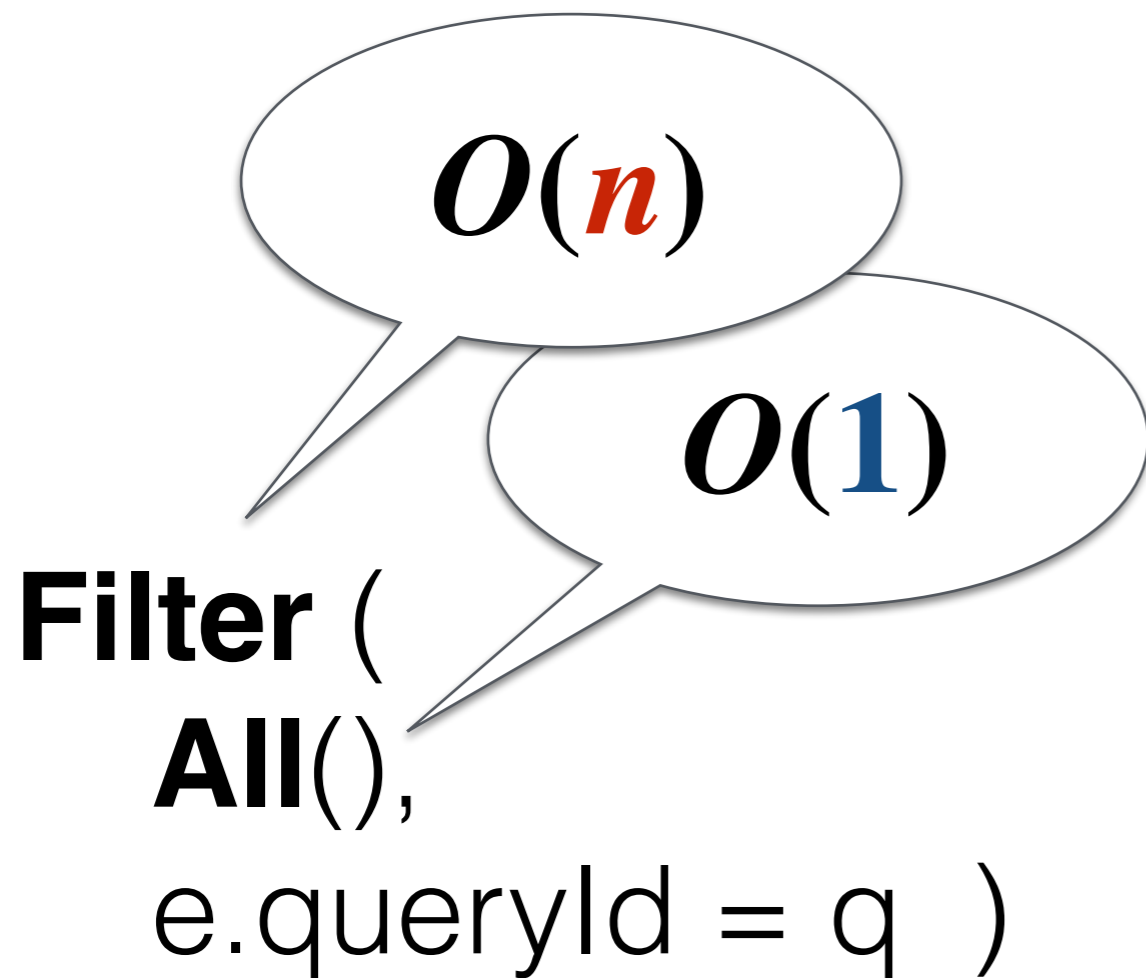 O(n)
O(1)
Filter (
All(),
e.queryId = q )